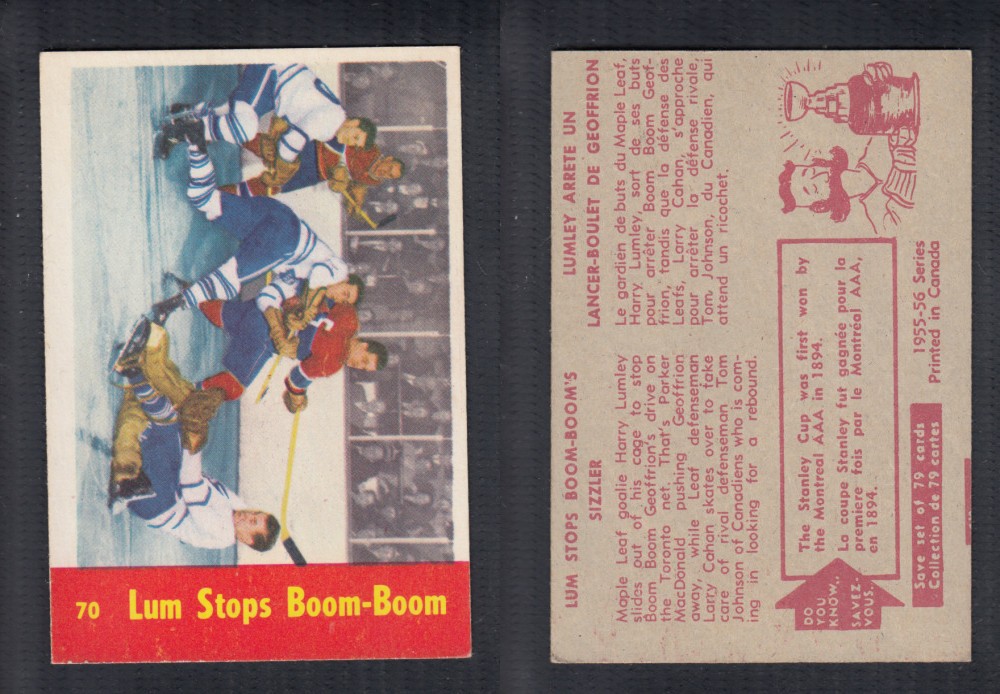 70 Lum Stops Boom-Boom
LUM STOPS BOOM-BOOM'S
SIZZLER
Maple Leaf goalie Harry Lumley
slides out of his cage to stop
Boom Boom Geoffrion's drive on
the Toronto net. That's Parker
MacDonald pushing Geoffrion
away, while Leaf defenseman
Larry Cahan skates over to take
care of rival defenseman Tom
Johnson of Canadiens who is com-
ing in looking for a rebound.
LUMLEY ARRETE UN
LANCER-BOULET DE GEOFFRION
Le gardien de buts du Maple Leaf,
Harry Lumley, sort de ses buts
pour arrêter Boom Boom Geof-
frion, tandis que la défense des
Leafs, Larry Cahan, s'approche
pour arrêter la défense rivale,
Tom Johnson, du Canadien, qui
attend un ricochet.
DO
YOU
KNOW..
SAVEZ
VOUS.
The Stanley Cup was first won by
the Montreal AAA in 1894.
La coupe Stanley fut gagnée pour la
premiere fois par le Montréal AAA,
en 1894.
Save set of 79 cards
Collection de 79 cartes
1955-56 Series
Printed in Canada